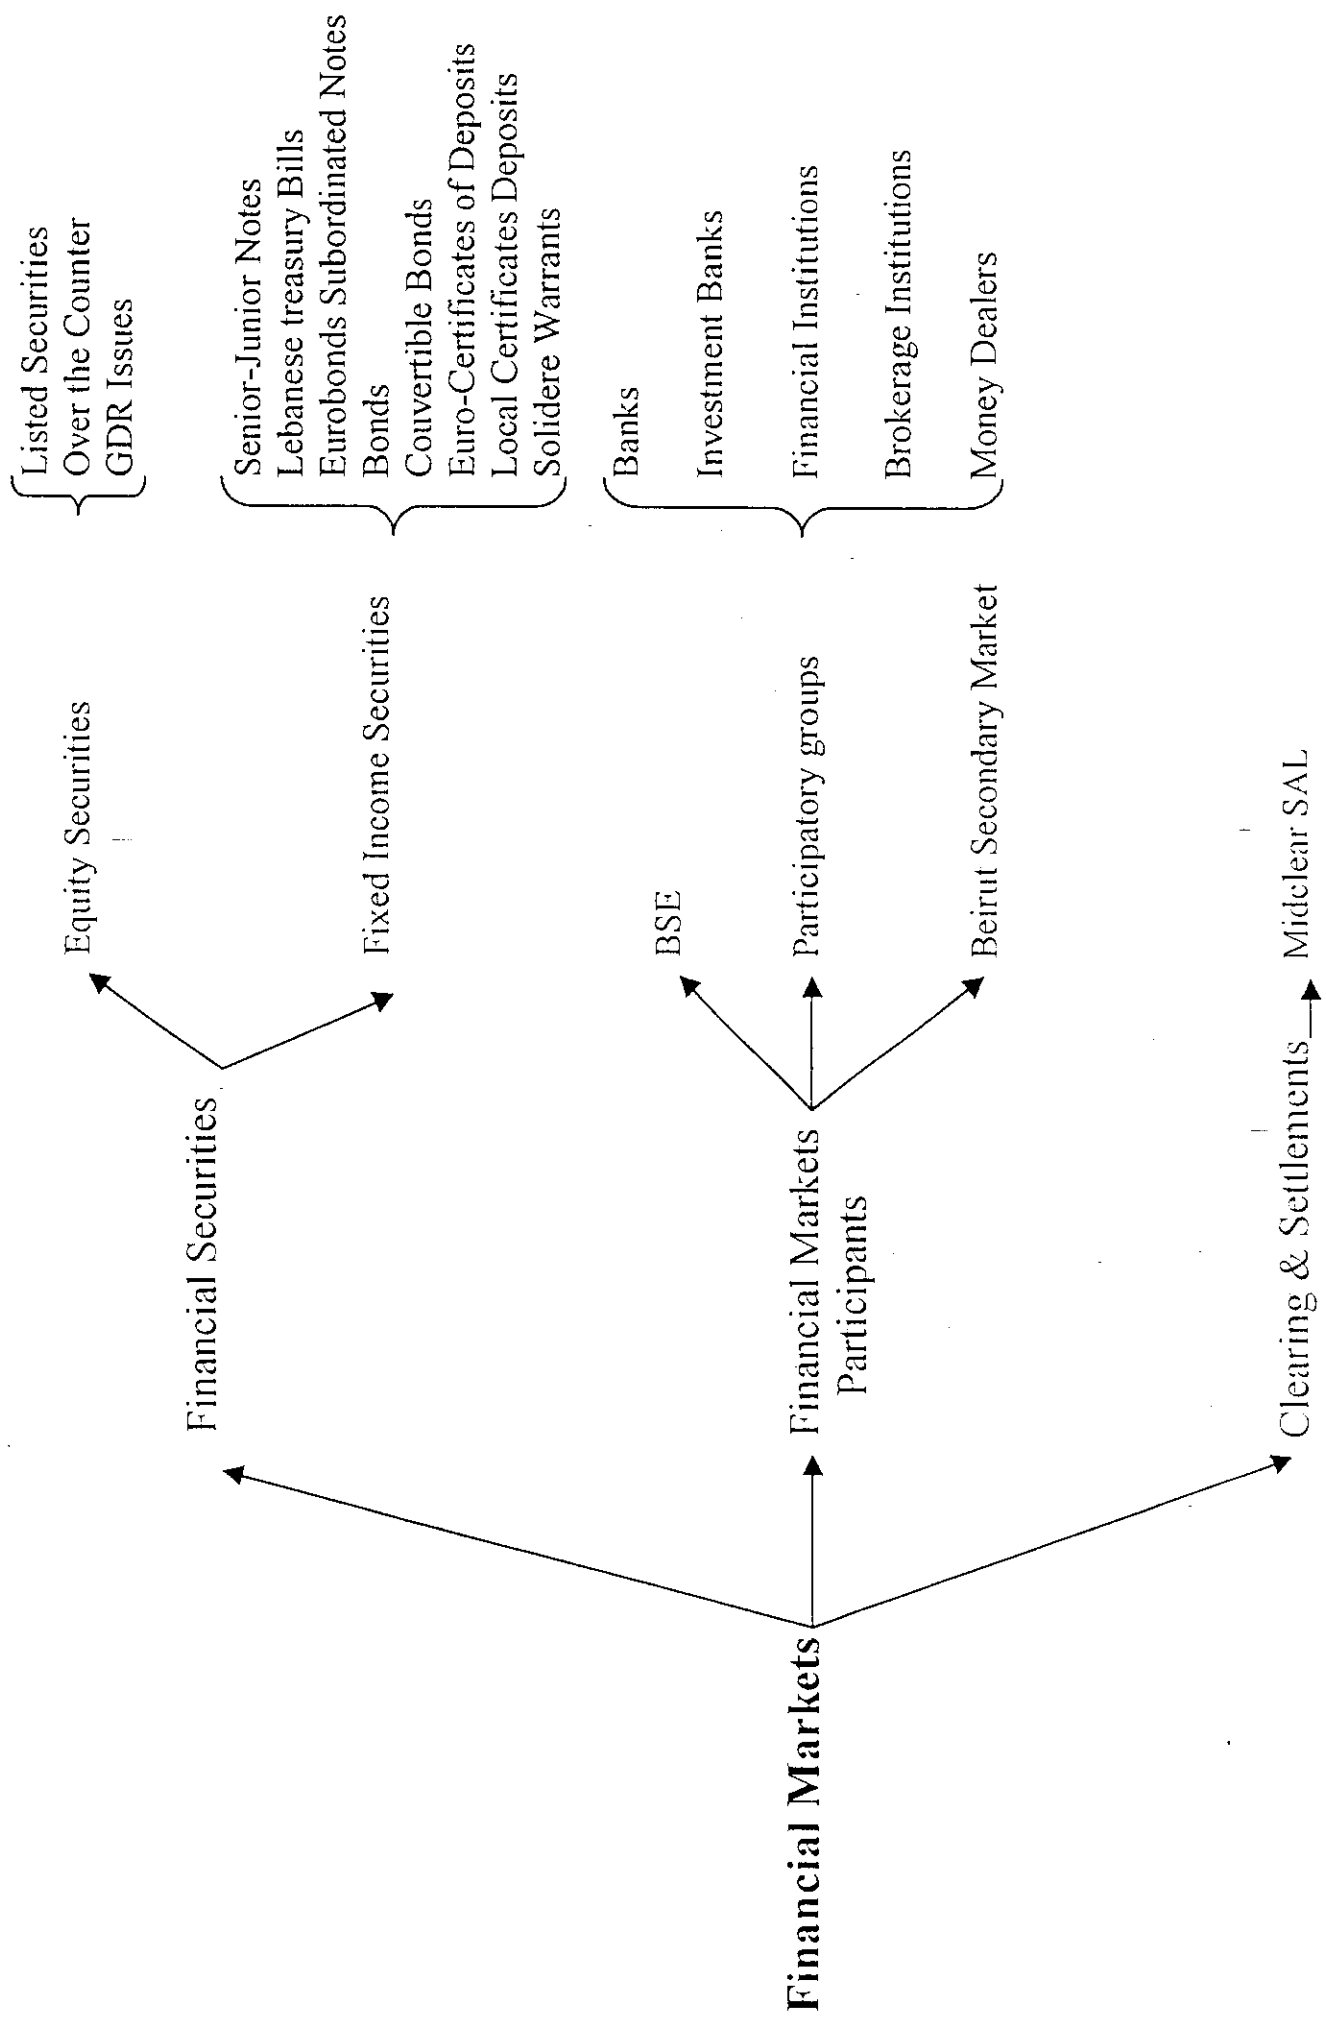 Listed Securities
Over the Counter
GDR Issues
Equity Securities
Financial Securities
Senior-Junior Notes
Lebanese treasury Bills
Eurobonds Subordinated Notes
Bonds
Couvertible Bonds
Euro-Certificates of Deposits
Local Certificates Deposits
Solidere Warrants
Fixed Income Securities
Banks
Investment Banks
Financial Institutions
Brokerage Institutions
Money Dealers
BSE
Participatory groups
Beirut Secondary Market
Financial Markets
Participants
Financial Markets
Clearing & Settlements
Midclear SAL